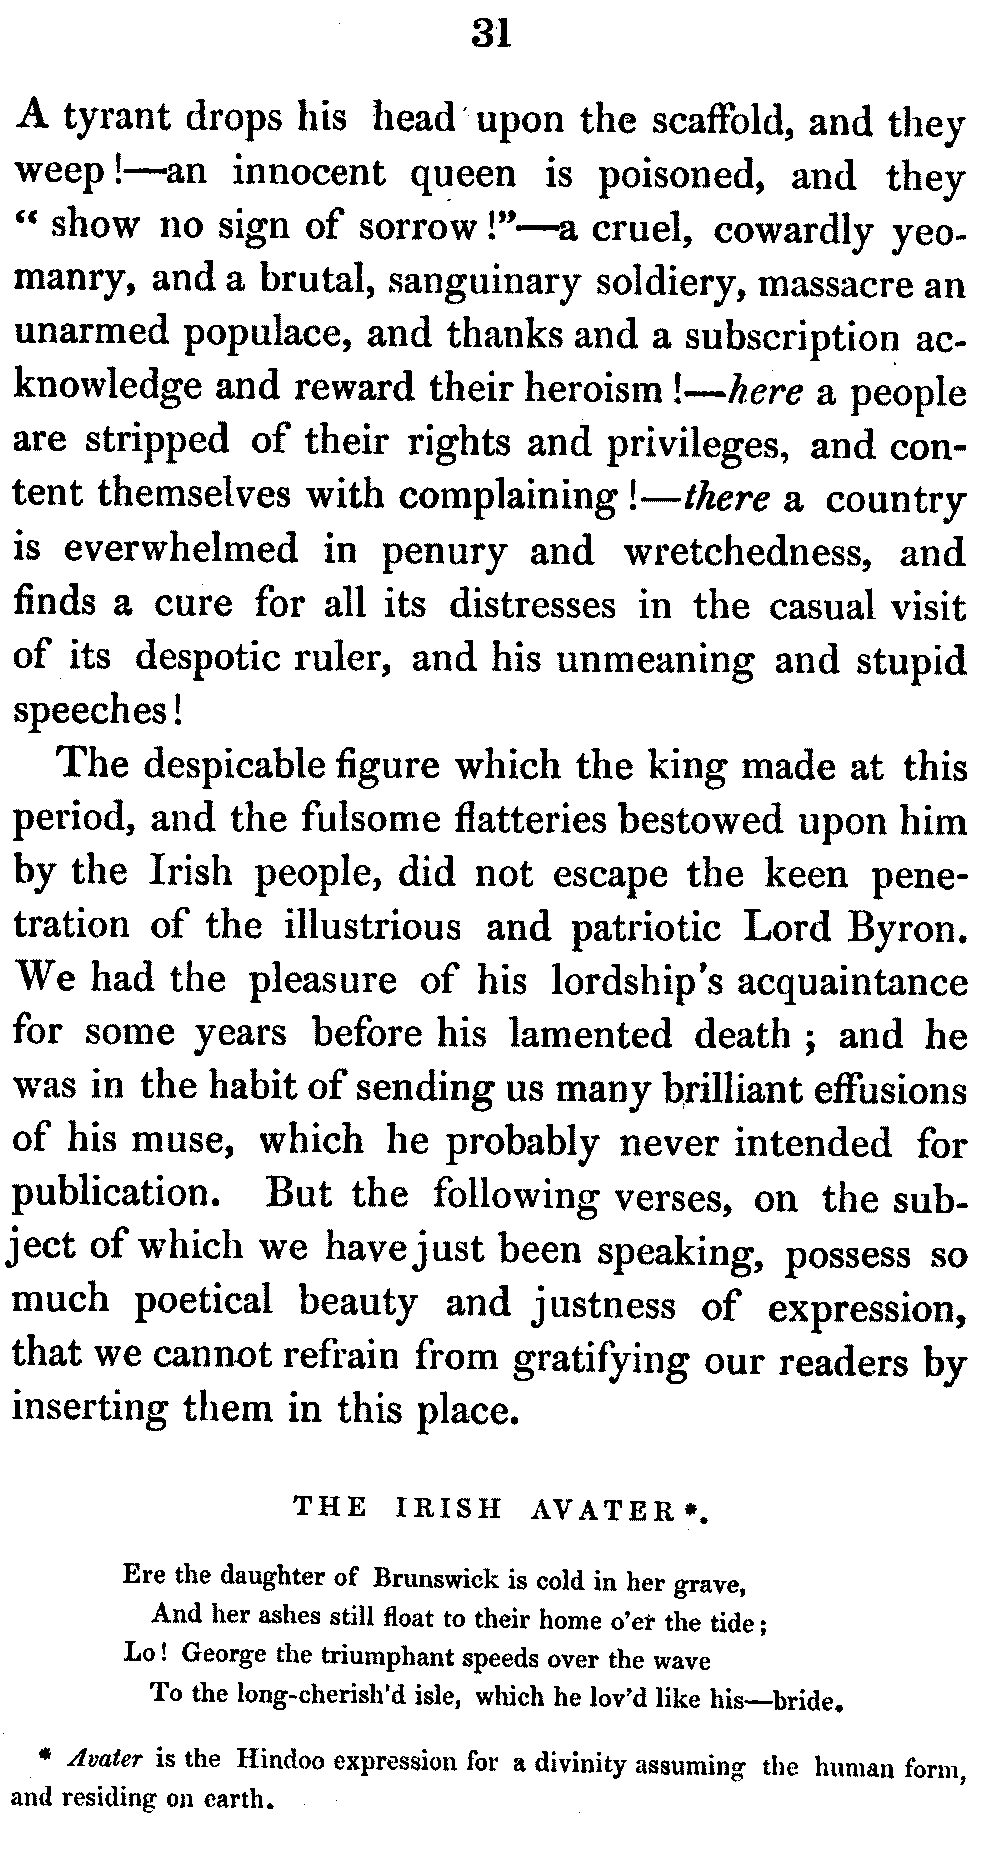 31
A tyrant drops his head upon the scaffold, and they
weep!—an innocent queen is poisoned, and they
“ show no sign of sorrow!”—a cruel, cowardly yeo-
manry, and a brutal, sanguinary soldiery, massacre an
unarmed populace, and thanks and a subscription ac-
knowledge and reward their heroism!—here a people
are stripped of their rights and privileges, and con-
tent themselves with complaining!—there a country
is everwhelmed in penury and wretchedness, and
finds a cure for all its distresses in the casual visit
of its despotic ruler, and his unmeaning and stupid
speeches!
The despicable figure which the king made at this
period, and the fulsome flatteries bestowed upon him
by the Irish people, did not escape the keen pene-
tration of the illustrious and patriotic Lord Byron.
We had the pleasure of his lordship's acquaintance
for some years before his lamented death; and he
was in the habit of sending us many brilliant effusions
of his muse, which he probably never intended for
publication. But the following verses, on the sub-
ject of which we have just been speaking, possess so
much poetical beauty and justness of expression,
that we cannot refrain from gratifying our readers by
inserting them in this place.
THE IRISH AVATER*.
Ere the daughter of Brunswick is cold in her grave,
And her ashes still float to their home o'er the tide;
Lo! George the triumphant speeds over the wave
To the long-cherish'd isle, which he lov'd like his—bride.
* Avater is the Hindoo expression for a divinity assuming the human form,
and residing on earth.